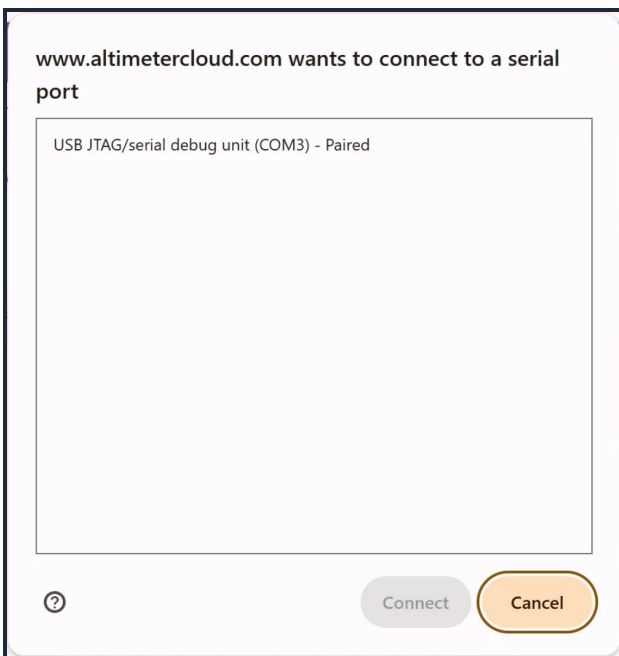 www.altimetercloud.com wants to connect to a serial
port
USB JTAG/serial debug unit (COM3) - Paired
Connect
Cancel